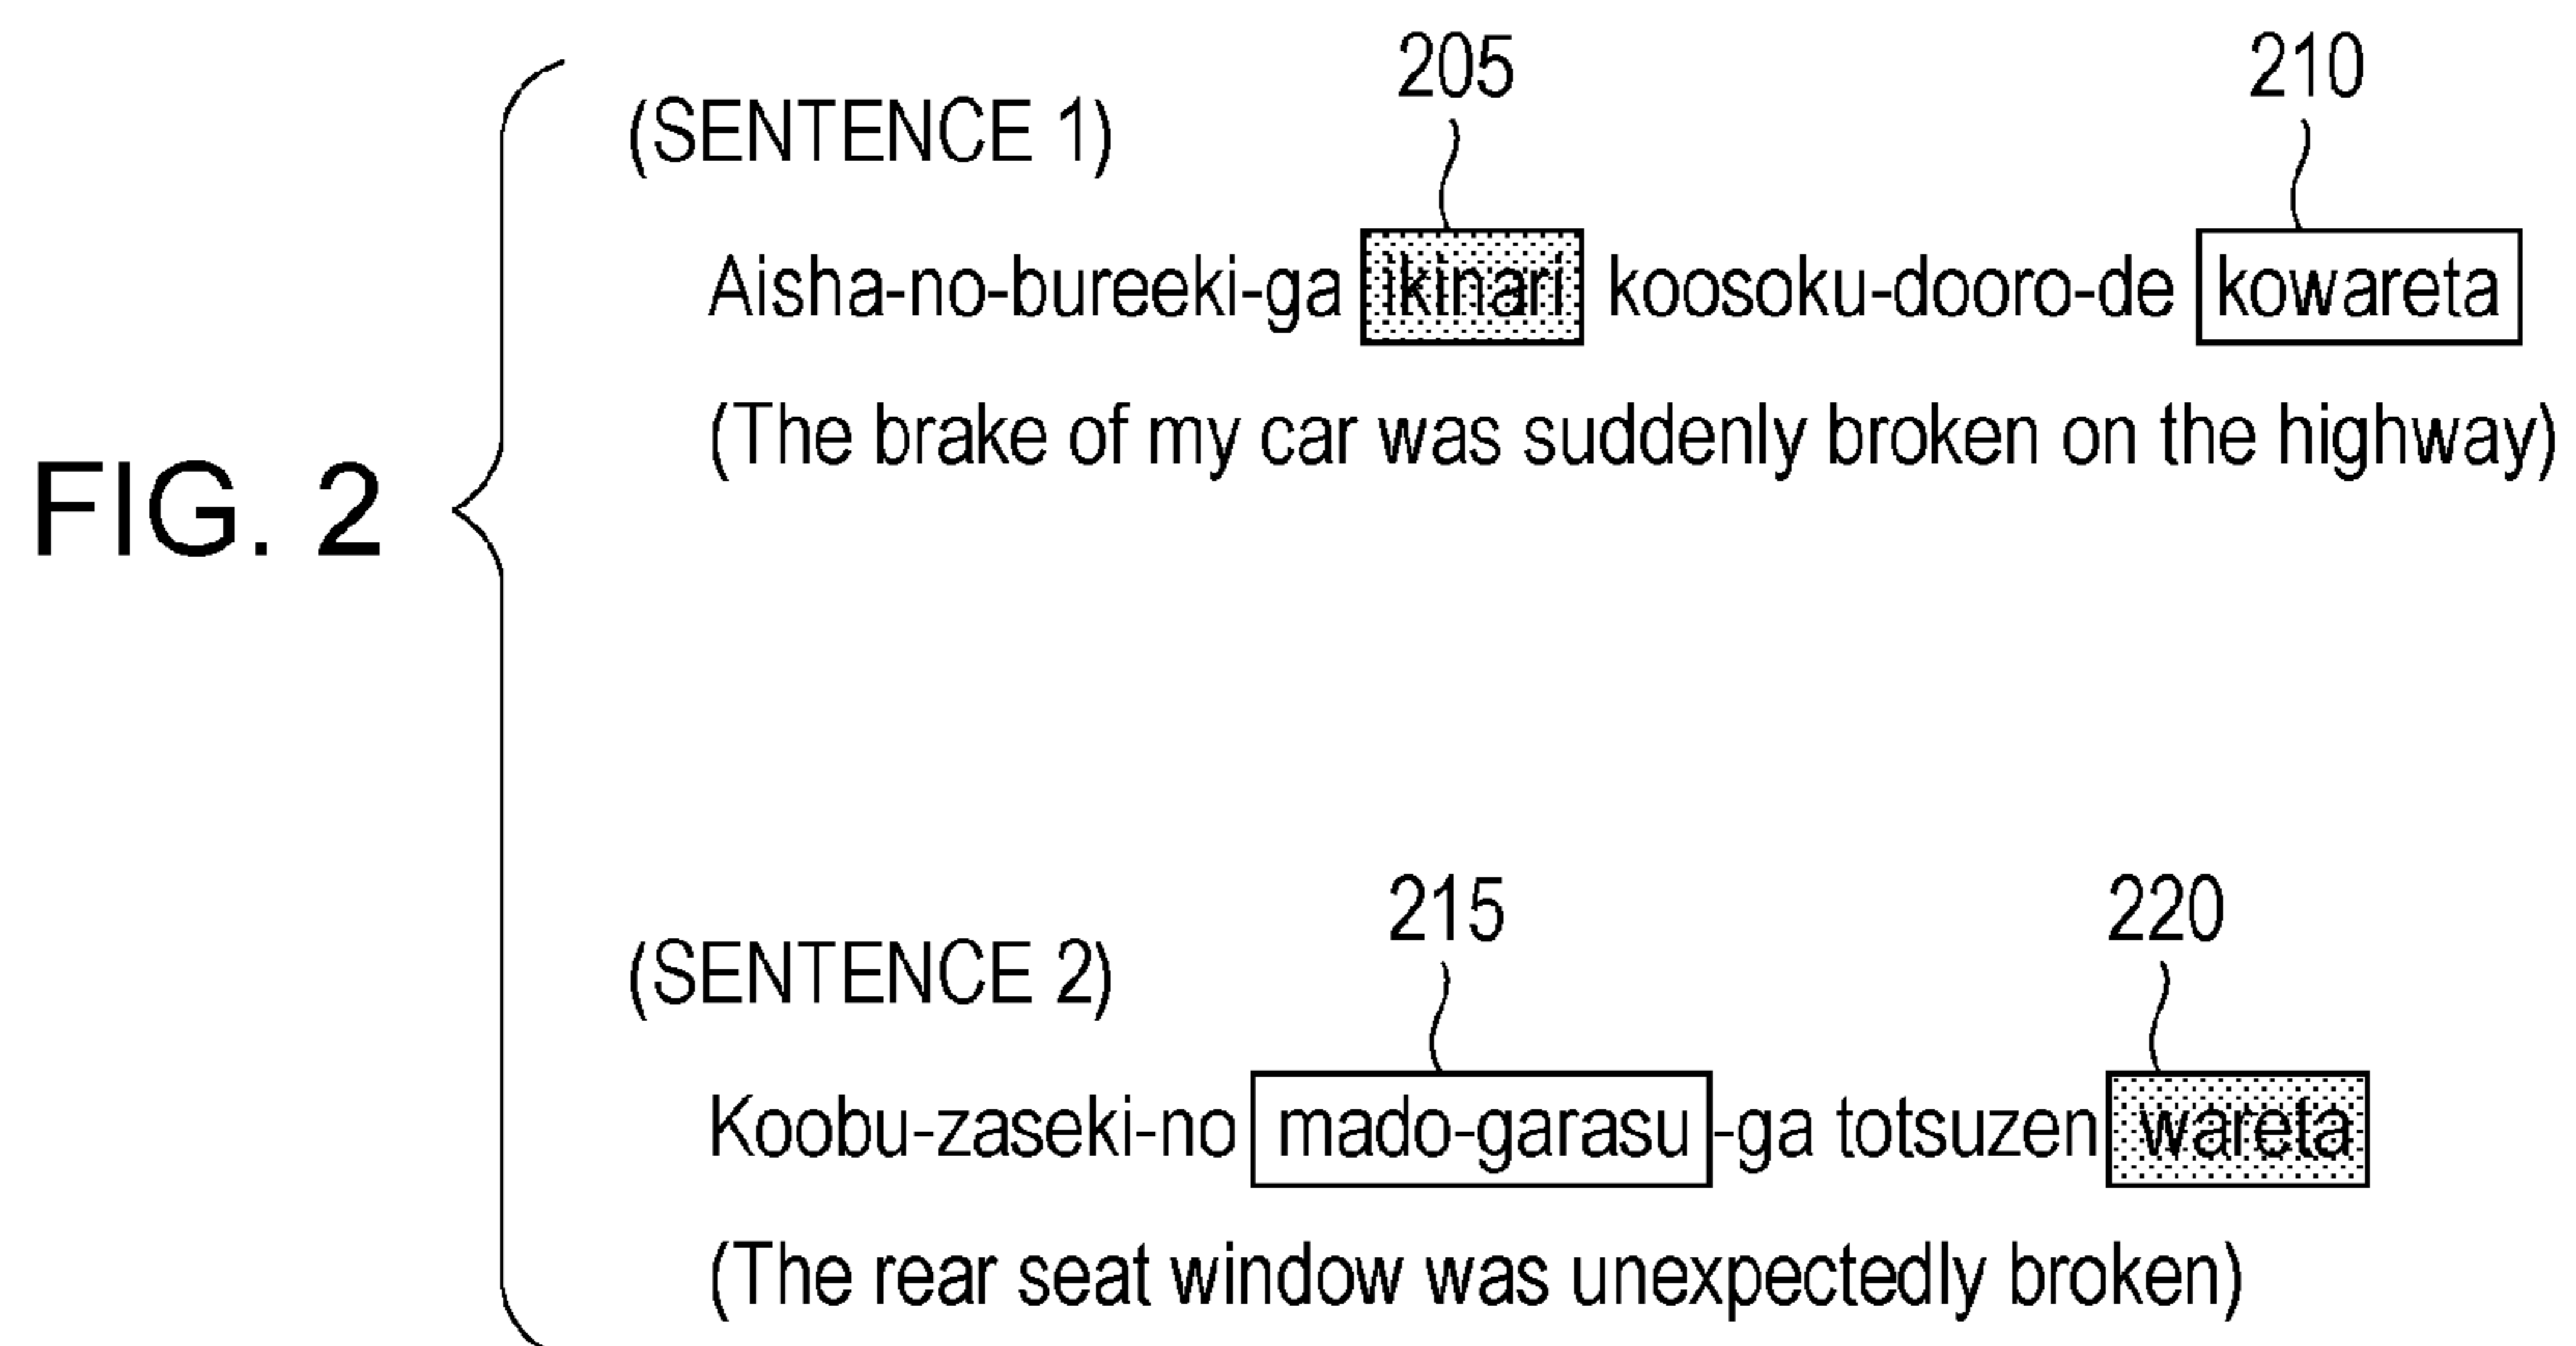 FIG. 2
205 210
(SENTENCE 1)
Aisha-no-bureeki-ga ikinari koosoku-dooro-de kowareta
(The brake of my car was suddenly broken on the highway)
215 220
(SENTENCE 2)
Koobu-zaseki-no mado-garasu-ga totsuzen wareta
(The rear seat window was unexpectedly broken)